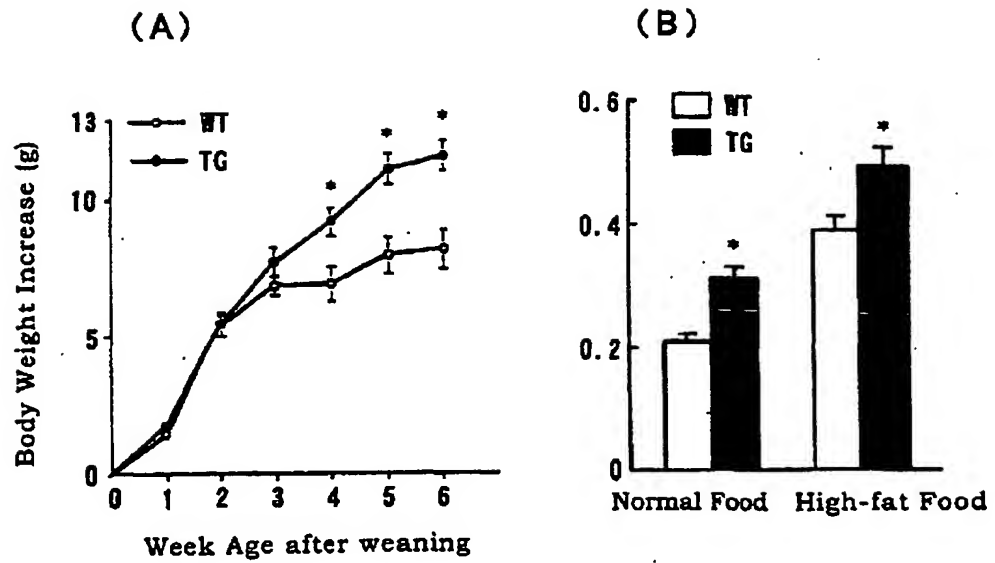 (A)
WT
TG
Body Weight Increase (g)
13
10
5
0
*
*
*
0 1 2 3 4 5 6
Week Age after weaning
(B)
WT
TG
0.6
0.4
0.2
0
*
*
Normal Food High-fat Food